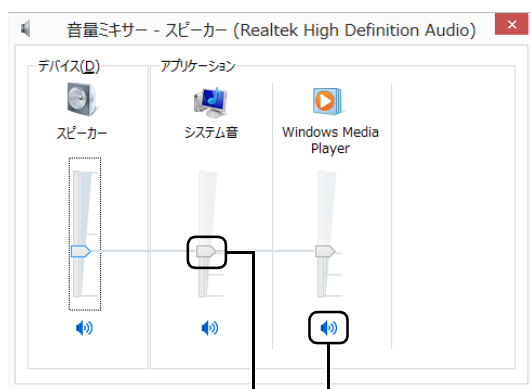 音量ミキサー - スピーカー (Realtek High Definition Audio)
デバイス(D)
アプリケーション
スピーカー
システム音
Windows Media
Player